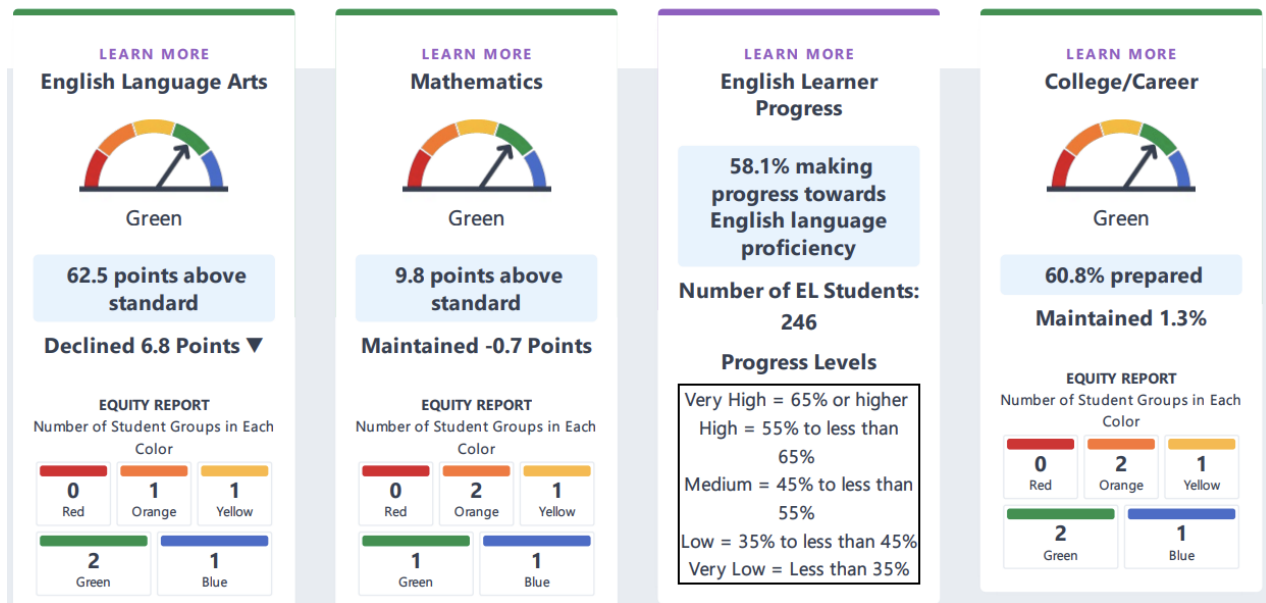 LEARN MORE
English Language Arts
Green
62.5 points above
standard
Declined 6.8 Points ▼
EQUITY REPORT
Number of Student Groups in Each
Color
0
Red
1
Orange
1
Yellow
2
Green
1
Blue
LEARN MORE
Mathematics
Green
9.8 points above
standard
Maintained -0.7 Points
EQUITY REPORT
Number of Student Groups in Each
Color
0
Red
2
Orange
1
Yellow
1
Green
1
Blue
LEARN MORE
English Learner
Progress
58.1% making
progress towards
English language
proficiency
Number of EL Students:
246
Progress Levels
Very High = 65% or higher
High = 55% to less than
65%
Medium = 45% to less than
55%
Low = 35% to less than 45%
Very Low = Less than 35%
LEARN MORE
College/Career
Green
60.8% prepared
Maintained 1.3%
EQUITY REPORT
Number of Student Groups in Each
Color
0
Red
2
Orange
1
Yellow
2
Green
1
Blue